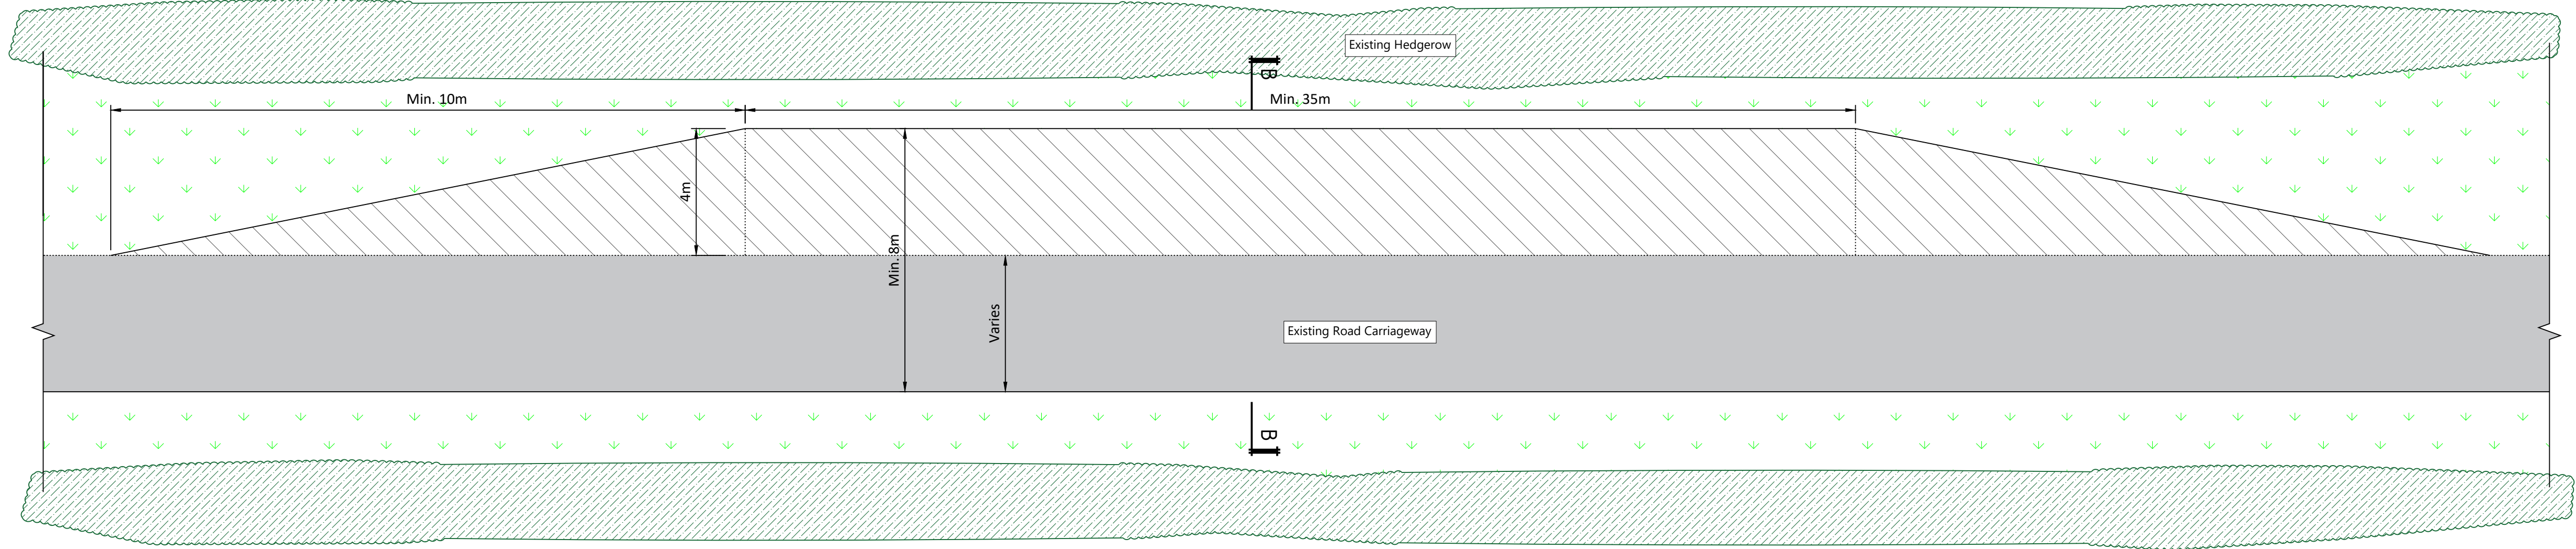 Existing Hedgerow
B
Min. 10m
Min. 35m
4m
Min. 8m
Varies
Existing Road Carriageway
B